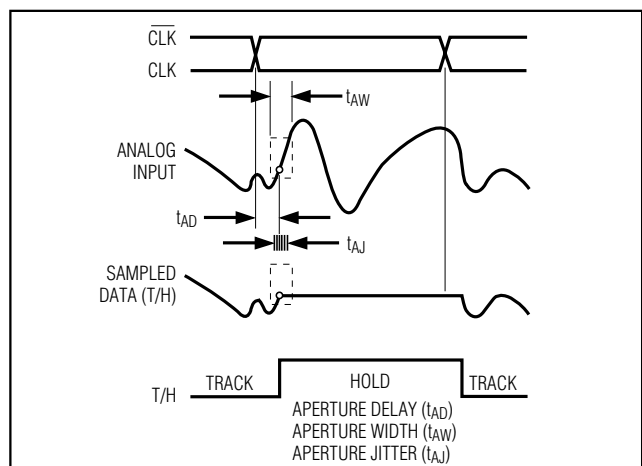 CLK
CLK
tAW
ANALOG
INPUT
tAD
tAJ
SAMPLED
DATA (T/H)
TRACK HOLD TRACK
T/H
APERTURE DELAY (tAD)
APERTURE WIDTH (tAW)
APERTURE JITTER (tAJ)